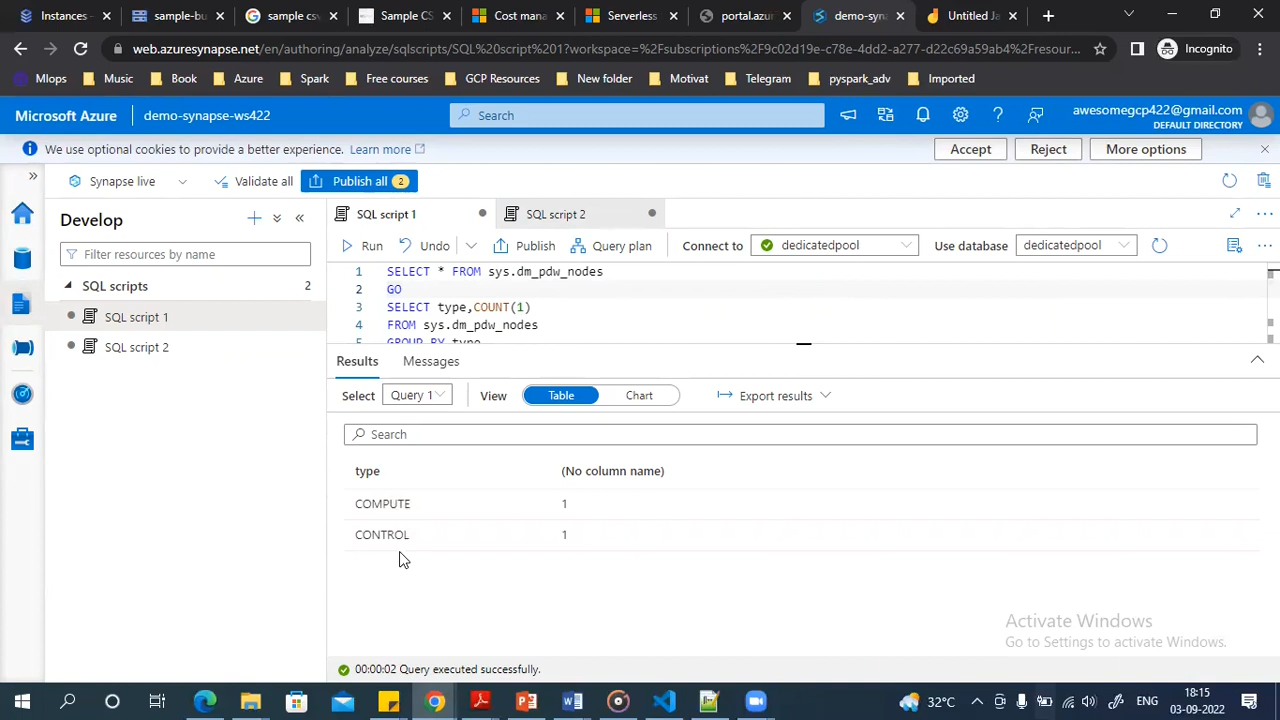 Instances -
sample-bu
sample csv
Sample CS
Cost mana
Serverless
portal.azur
demo-syna
Untitled Ja
web.azuresynapse.net/en/authoring/analyze/sqlscripts/SQL%20script%201?workspace=%2Fsubscriptions%2F9c02d19e-c78e-4dd2-a277-d22c69a59ab4%2Fresour...
Incognito
Mlops
Music
Book
Azure
Spark
Free courses
GCP Resources
New folder
Motivat
Telegram
pyspark_adv
Imported
Microsoft Azure
demo-synapse-ws422
Search
awesomegcp422@gmail.com
DEFAULT DIRECTORY
We use optional cookies to provide a better experience. Learn more
Accept
Reject
More options
Synapse live
Validate all
Publish all 2
Develop
SQL script 1
SQL script 2
Run
Undo
Publish
Query plan
Connect to
dedicatedpool
Use database
dedicatedpool
Filter resources by name
SQL scripts 2
SQL script 1
SQL script 2
1 SELECT * FROM sys.dm_pdw_nodes
2 GO
3 SELECT type,COUNT(1)
4 FROM sys.dm_pdw_nodes
5 GROUP BY type
Results
Messages
Select
Query 1
View
Table
Chart
Export results
Search
type (No column name)
COMPUTE 1
CONTROL 1
Activate Windows
Go to Settings to activate Windows.
00:00:02 Query executed successfully.
32°C
ENG
18:15
03-09-2022